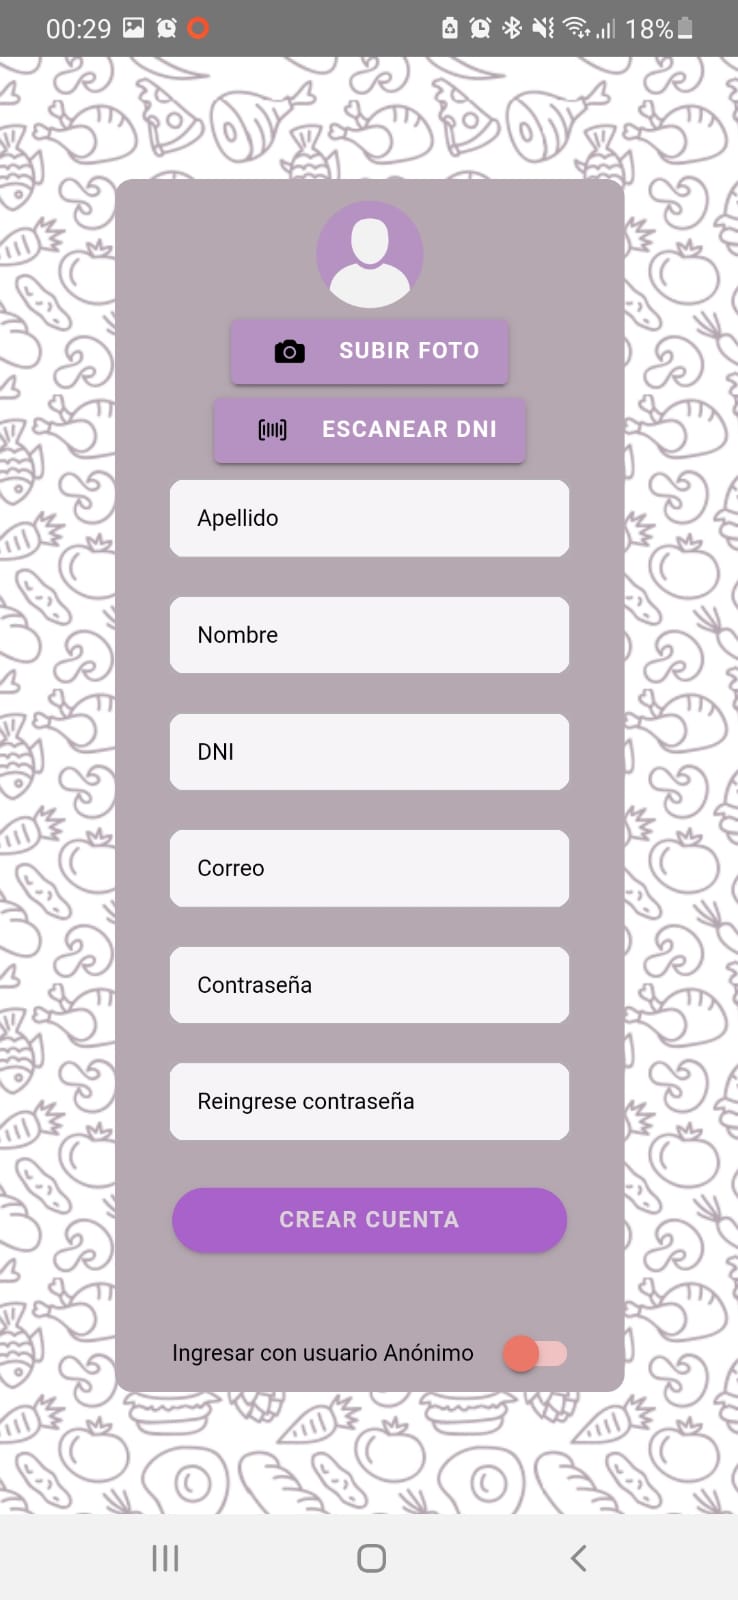 00:29 18%
SUBIR FOTO
ESCANEAR DNI
Apellido
Nombre
DNI
Correo
Contraseña
Reingrese contraseña
CREAR CUENTA
Ingresar con usuario Anónimo